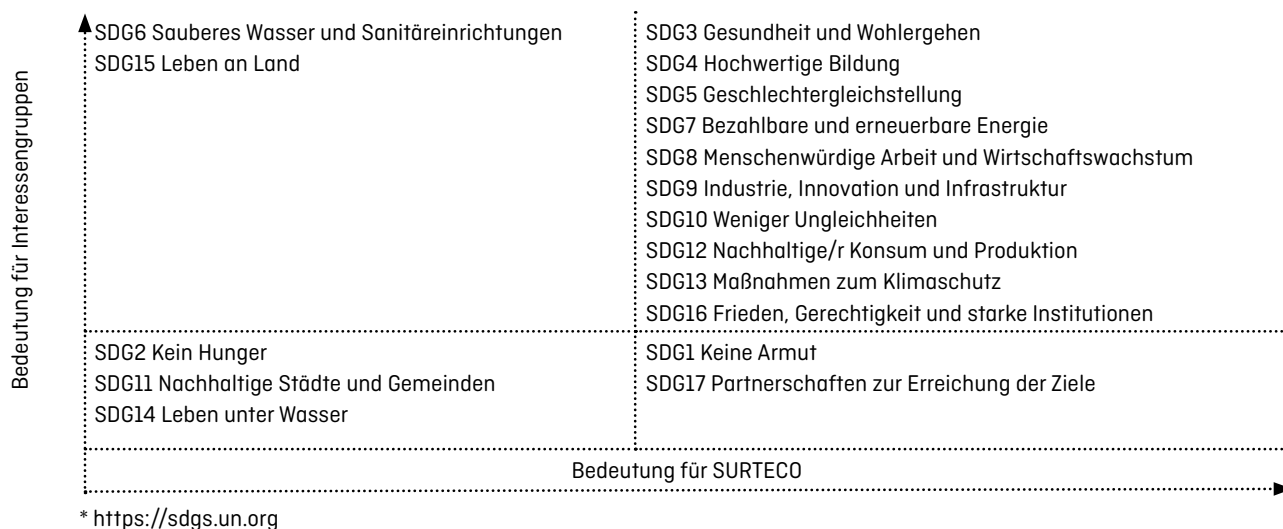 Bedeutung für Interessengruppen
SDG6 Sauberes Wasser und Sanitäreinrichtungen
SDG15 Leben an Land
SDG3 Gesundheit und Wohlergehen
SDG4 Hochwertige Bildung
SDG5 Geschlechtergleichstellung
SDG7 Bezahlbare und erneuerbare Energie
SDG8 Menschenwürdige Arbeit und Wirtschaftswachstum
SDG9 Industrie, Innovation und Infrastruktur
SDG10 Weniger Ungleichheiten
SDG12 Nachhaltige/r Konsum und Produktion
SDG13 Maßnahmen zum Klimaschutz
SDG16 Frieden, Gerechtigkeit und starke Institutionen
SDG2 Kein Hunger
SDG11 Nachhaltige Städte und Gemeinden
SDG14 Leben unter Wasser
SDG1 Keine Armut
SDG17 Partnerschaften zur Erreichung der Ziele
Bedeutung für SURTECO
* https://sdgs.un.org